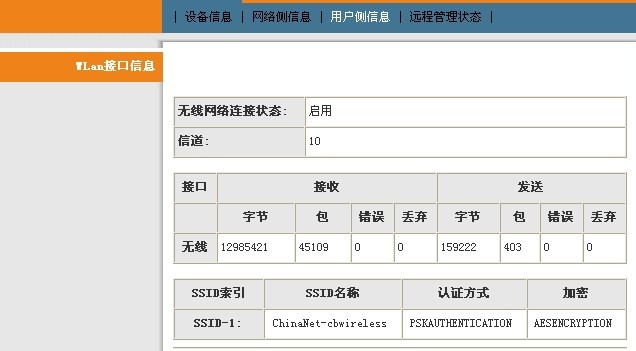 | 设备信息 | 网络侧信息 | 用户侧信息 | 远程管理状态 |
WLan接口信息
无线网络连接状态: 启用
信道: 10
接口 接收 发送
字节 包 错误 丢弃 字节 包 错误 丢弃
无线 12985421 45109 0 0 159222 403 0 0
SSID索引 SSID名称 认证方式 加密
SSID-1: ChinaNet-cbwireless PSKAUTHENTICATION AESENCRYPTION